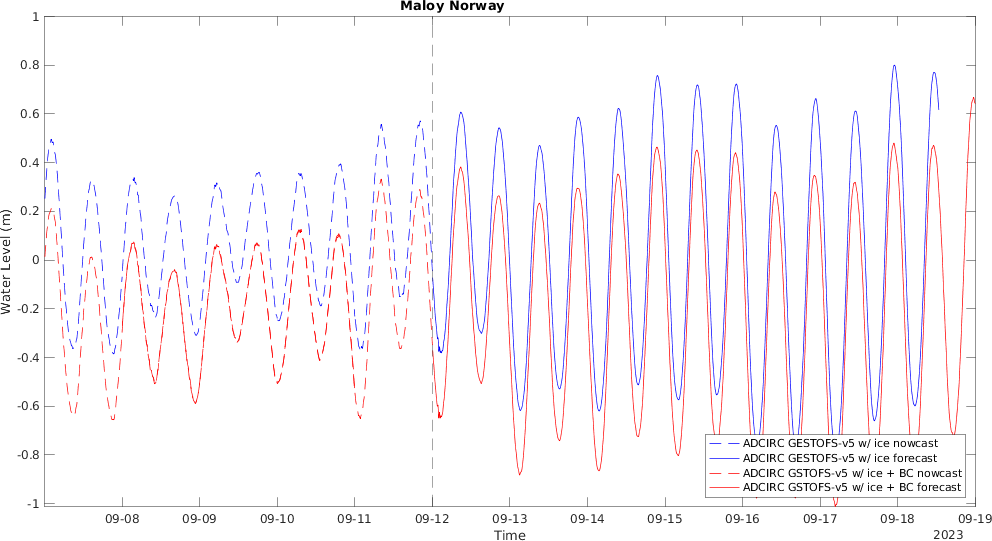 Maloy Norway
1
0.8
0.6
0.4
0.2
0
-0.2
-0.4
-0.6
-0.8
-1
Water Level (m)
ADCIRC GESTOFS-v5 w/ ice nowcast
ADCIRC GESTOFS-v5 w/ ice forecast
ADCIRC GSTOFS-v5 w/ ice + BC nowcast
ADCIRC GSTOFS-v5 w/ ice + BC forecast
09-08 09-09 09-10 09-11 09-12 09-13 09-14 09-15 09-16 09-17 09-18 09-19
Time
2023